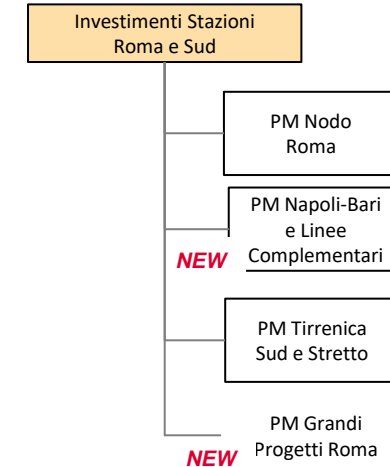 Investimenti Stazioni
Roma e Sud
PM Nodo
Roma
PM Napoli-Bari
e Linee
Complementari
NEW
PM Tirrenica
Sud e Stretto
PM Grandi
Progetti Roma
NEW